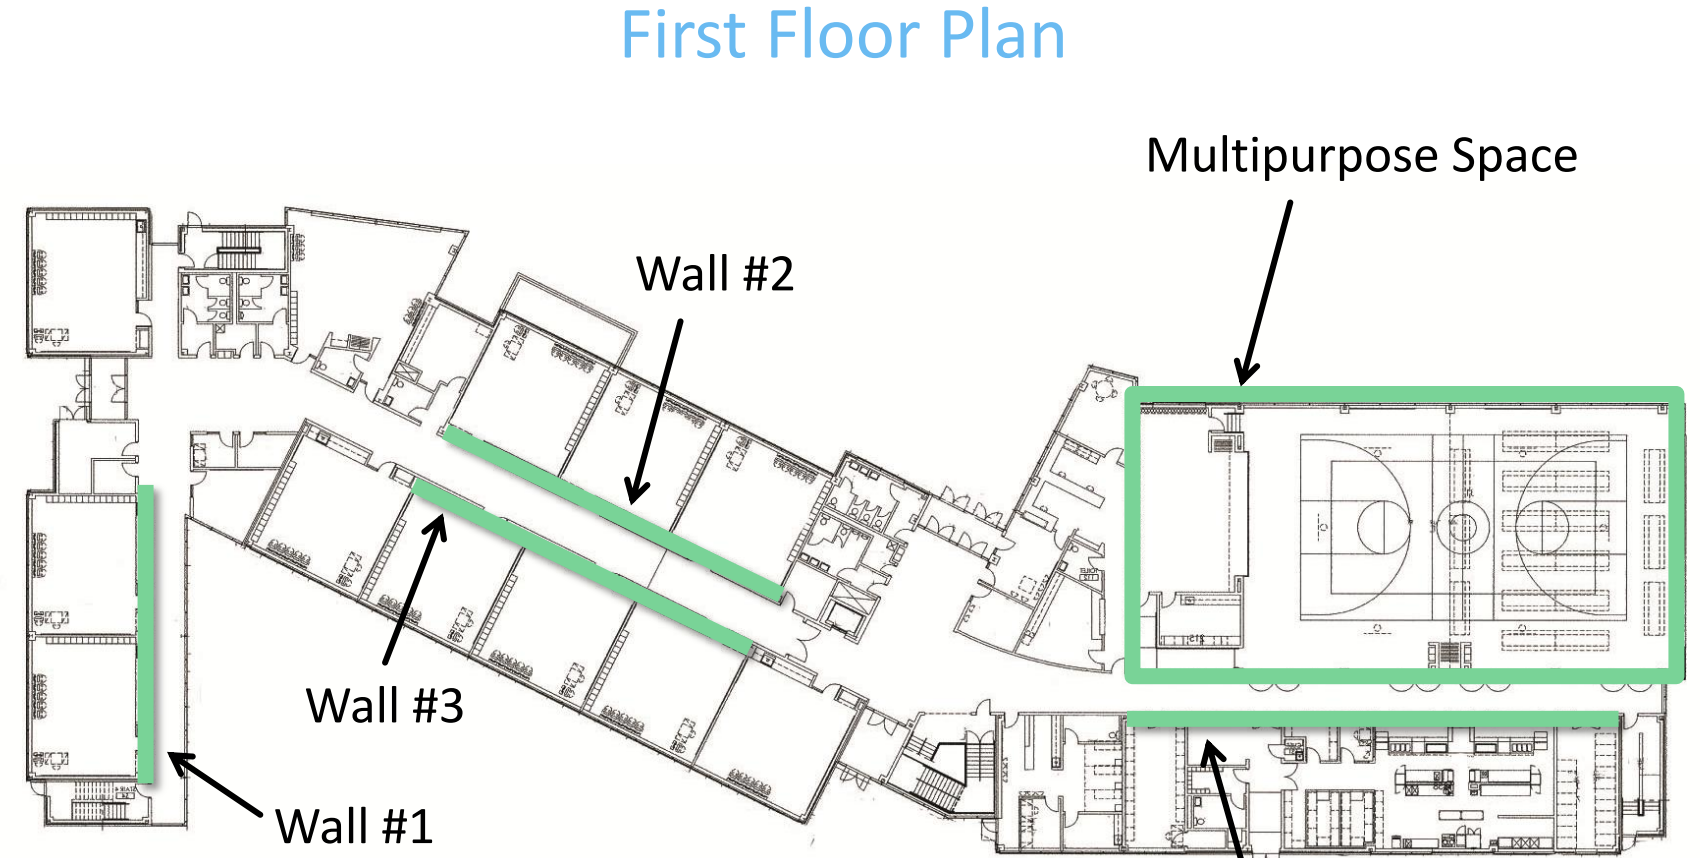 First Floor Plan
Multipurpose Space
Wall #2
Wall #3
Wall #1